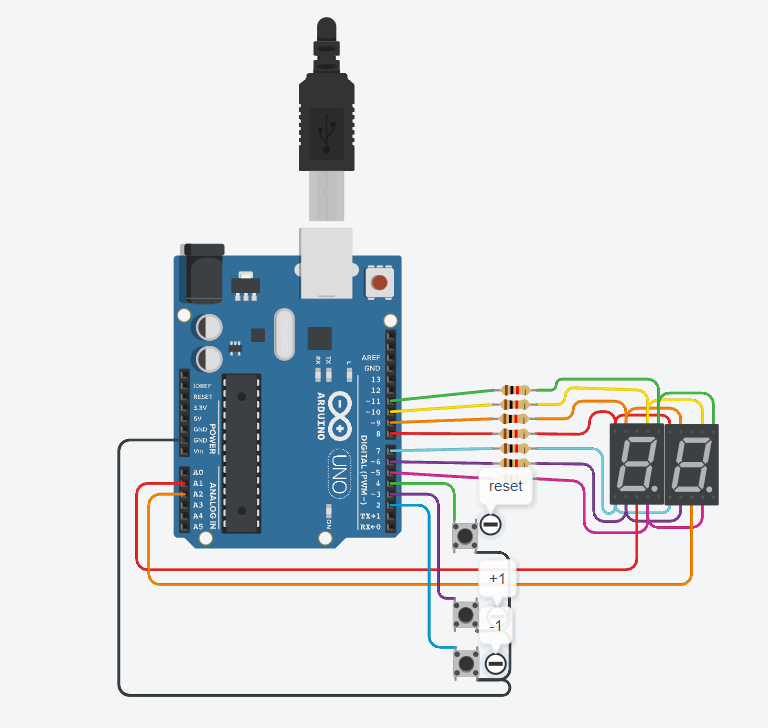 AREF
GND
13
12
~11
~10
~9
8
7
~6
~5
4
~3
2
TX→1
RX←0
DIGITAL (PWM~)
RX
TX
L
ARDUINO
UNO
ON
IOREF
RESET
3.3V
5V
GND
GND
Vin
POWER
A0
A1
A2
A3
A4
A5
ANALOG IN
8.
8.
reset
+1
-1